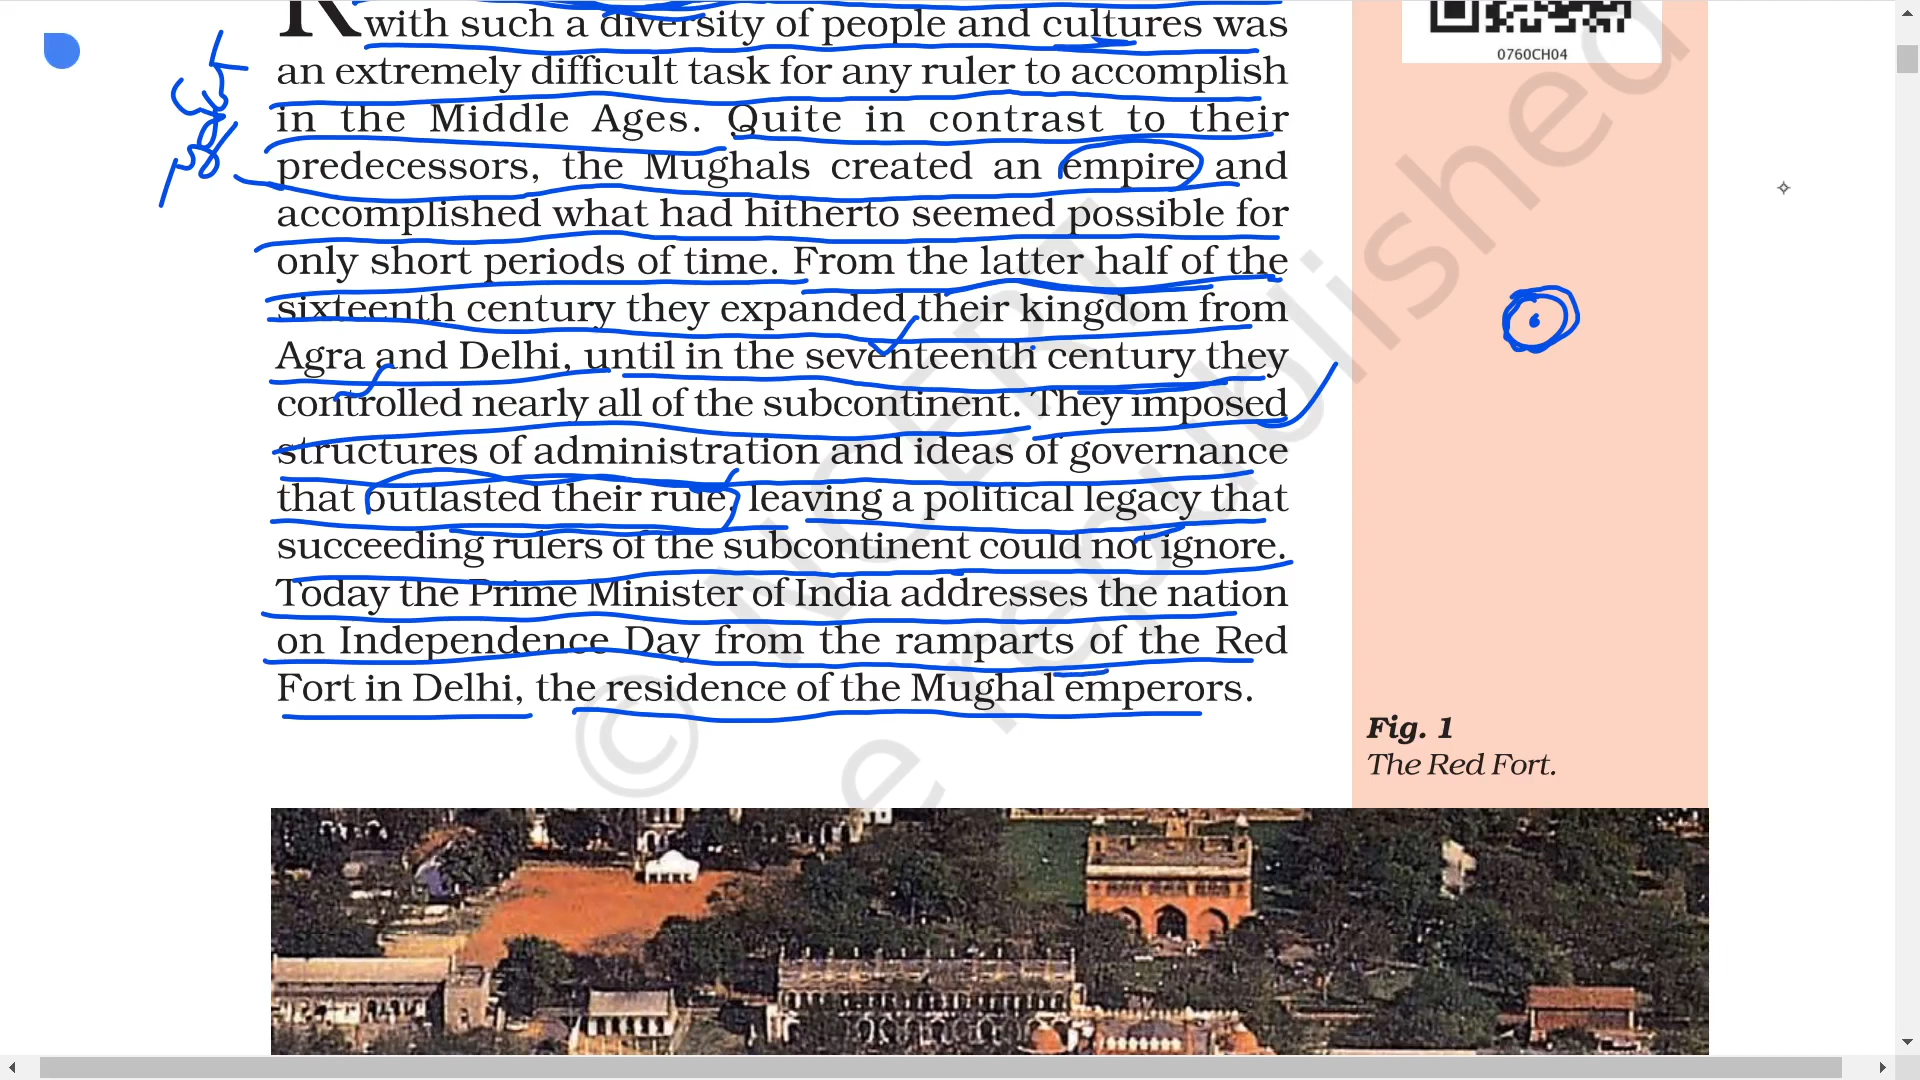 with such a diversity of people and cultures was
0760CH04
an extremely difficult task for any ruler to accomplish
in the Middle Ages. Quite in contrast to their
predecessors, the Mughals created an empire and
accomplished what had hitherto seemed possible for
only short periods of time. From the latter half of the
sixteenth century they expanded their kingdom from
Agra and Delhi, until in the seventeenth century they
controlled nearly all of the subcontinent. They imposed
structures of administration and ideas of governance
that outlasted their rule, leaving a political legacy that
succeeding rulers of the subcontinent could not ignore.
Today the Prime Minister of India addresses the nation
on Independence Day from the ramparts of the Red
Fort in Delhi, the residence of the Mughal emperors.
Fig. 1
The Red Fort.
© NCERT
e republished